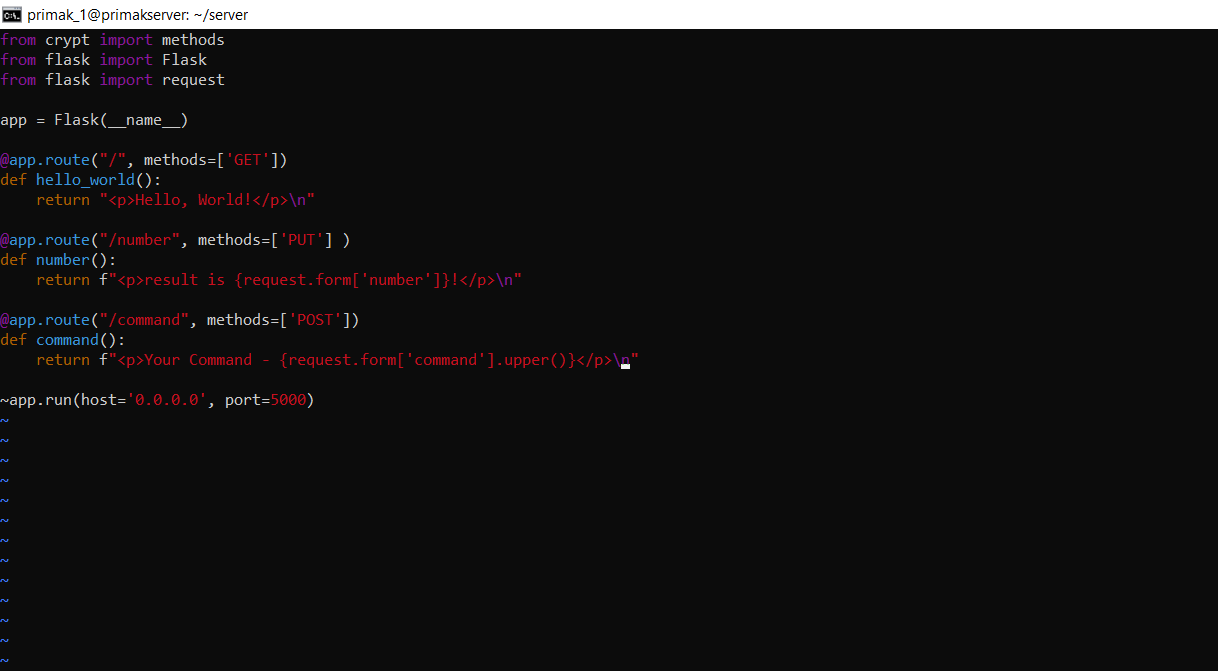 primak_1@primakserver: ~/server
from crypt import methods
from flask import Flask
from flask import request

app = Flask(__name__)

@app.route("/", methods=['GET'])
def hello_world():
    return "<p>Hello, World!</p>\n"

@app.route("/number", methods=['PUT'] )
def number():
    return f"<p>result is {request.form['number']}!</p>\n"

@app.route("/command", methods=['POST'])
def command():
    return f"<p>Your Command - {request.form['command'].upper()}</p>\n"

~app.run(host='0.0.0.0', port=5000)
~
~
~
~
~
~
~
~
~
~
~
~
~